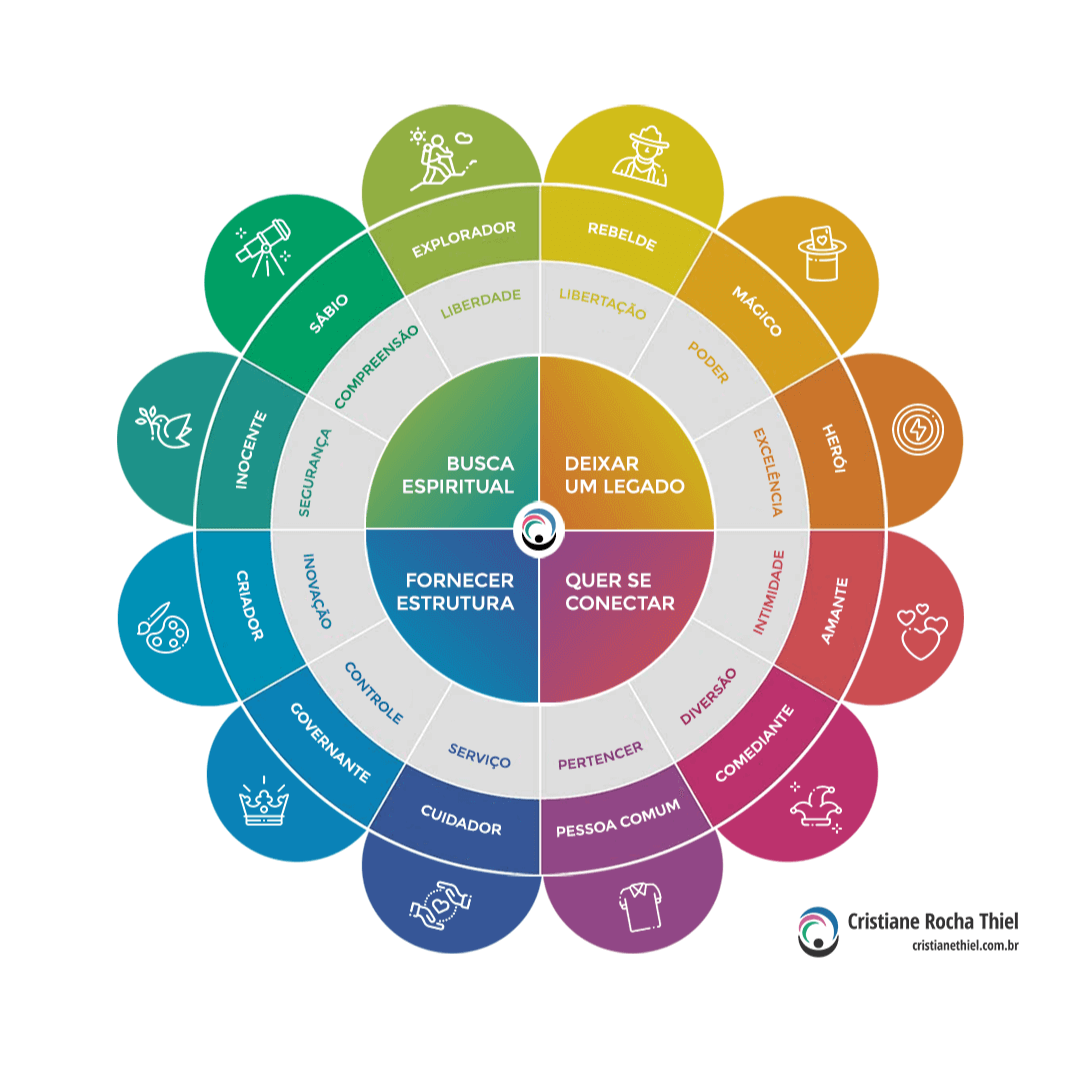 EXPLORADOR
REBELDE
MÁGICO
HERÓI
AMANTE
COMEDIANTE
PESSOA COMUM
CUIDADOR
GOVERNANTE
CRIADOR
INOCENTE
SÁBIO
LIBERDADE
LIBERTAÇÃO
PODER
EXCELÊNCIA
INTIMIDADE
DIVERSÃO
PERTENCER
SERVIÇO
CONTROLE
INOVAÇÃO
SEGURANÇA
COMPREENSÃO
BUSCA
ESPIRITUAL
DEIXAR
UM LEGADO
FORNECER
ESTRUTURA
QUER SE
CONECTAR
Cristiane Rocha Thiel
cristianethiel.com.br